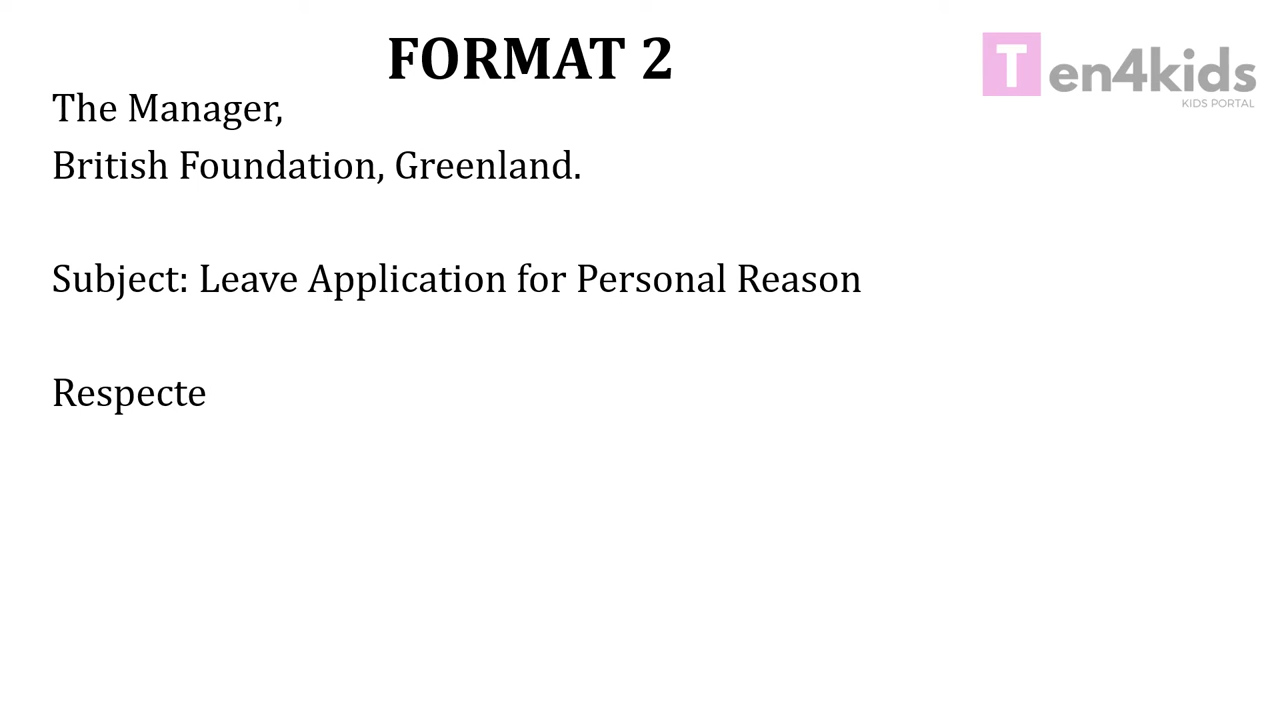 FORMAT 2
Ten4kids
KIDS PORTAL
The Manager,
British Foundation, Greenland.
Subject: Leave Application for Personal Reason
Respecte